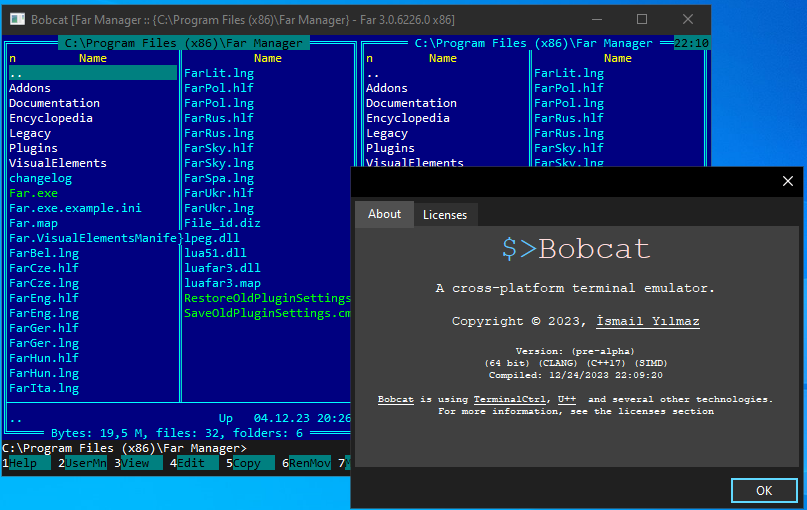 Bobcat [Far Manager :: {C:\Program Files (x86)\Far Manager} - Far 3.0.6226.0 x86]
C:\Program Files (x86)\Far Manager
C:\Program Files (x86)\Far Manager
22:10
n Name Name
n Name Name
.. FarLit.lng
Addons FarPol.hlf
Documentation FarPol.lng
Encyclopedia FarRus.hlf
Legacy FarRus.lng
Plugins FarSky.hlf
VisualElements FarSky.lng
changelog FarSpa.lng
Far.exe FarUkr.hlf
Far.exe.example.ini FarUkr.lng
Far.map File_id.diz
Far.VisualElementsManife}lpeg.dll
FarBel.lng lua51.dll
FarCze.hlf luafar3.dll
FarCze.lng luafar3.map
FarEng.hlf RestoreOldPluginSettings
FarEng.lng SaveOldPluginSettings.cm
FarGer.hlf
FarGer.lng
FarHun.hlf
FarHun.lng
FarIta.lng
.. Up 04.12.23 20:26
Bytes: 19,5 M, files: 32, folders: 6
.. FarLit.lng
Addons FarPol.hlf
Documentation FarPol.lng
Encyclopedia FarRus.hlf
Legacy FarRus.lng
Plugins FarSky.hlf
VisualElements FarSky.lng
C:\Program Files (x86)\Far Manager>
1Help 2UserMn 3View 4Edit 5Copy 6RenMov 7
About
Licenses
$>Bobcat
A cross-platform terminal emulator.
Copyright © 2023, İsmail Yılmaz
Version: (pre-alpha)
(64 bit) (CLANG) (C++17) (SIMD)
Compiled: 12/24/2023 22:09:20
Bobcat is using TerminalCtrl, U++ and several other technologies.
For more information, see the licenses section
OK